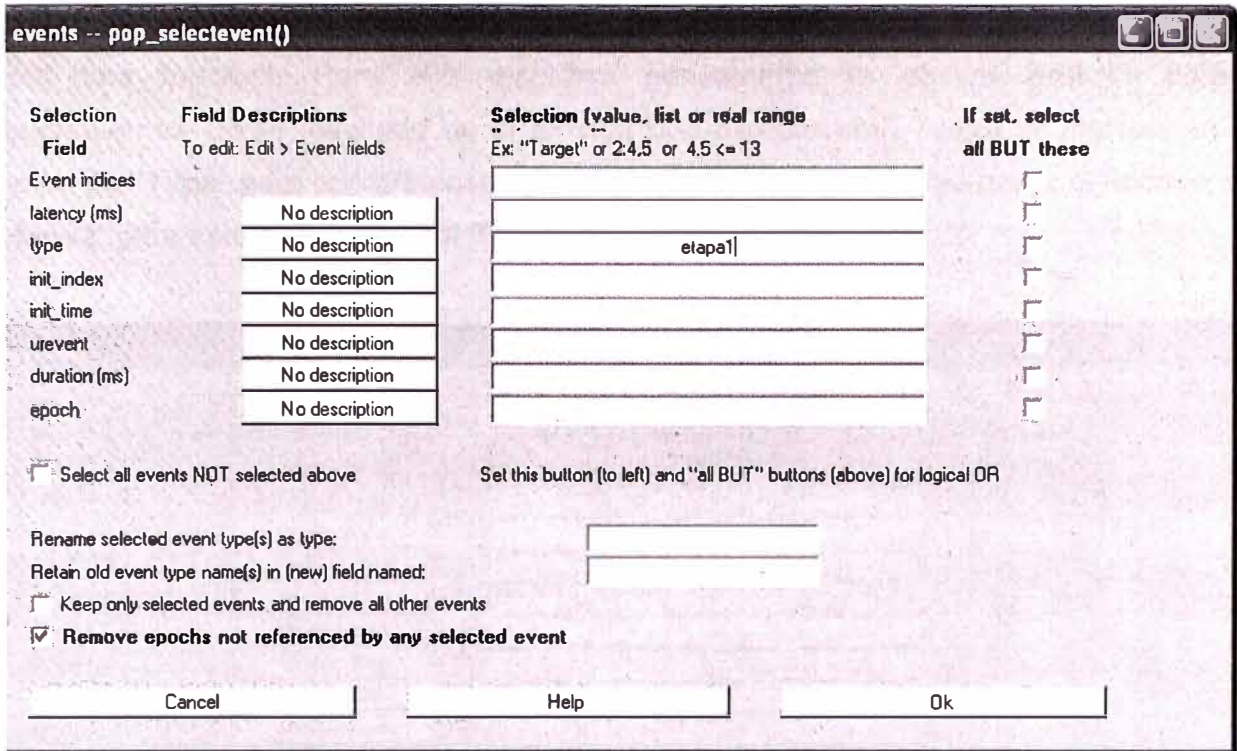 events -- pop_selectevent()
Selection Field Descriptions Selection (value, list or real range If set, select
Field To edit: Edit > Event fields Ex: "Target" or 2:4,5 or 4,5 <= 13 all BUT these
Event indices
latency (ms) No description
type No description etapa1
init_index No description
init_time No description
urevent No description
duration (ms) No description
epoch No description
Select all events NOT selected above Set this button (to left) and "all BUT" buttons (above) for logical OR
Rename selected event type(s) as type:
Retain old event type name(s) in (new) field named:
Keep only selected events and remove all other events
Remove epochs not referenced by any selected event
Cancel Help Ok